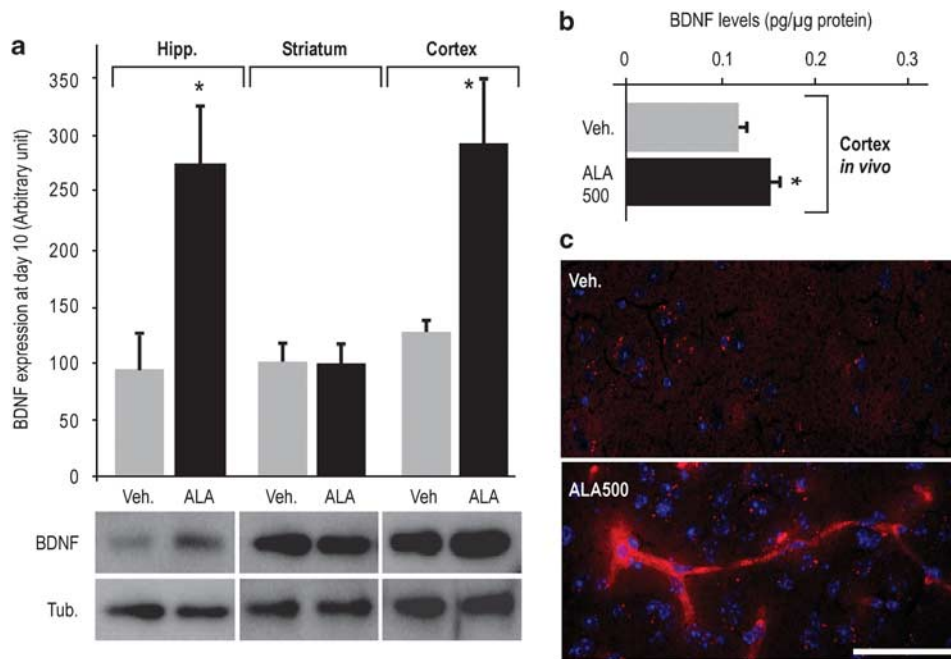 a
Hipp. Striatum Cortex
BDNF expression at day 10 (Arbitrary unit)
350
300
250
200
150
100
50
0
*
*
Veh. ALA Veh. ALA Veh ALA
BDNF
Tub.
b
BDNF levels (pg/µg protein)
0 0.1 0.2 0.3
Veh.
ALA
500
*
Cortex
in vivo
c
Veh.
ALA500